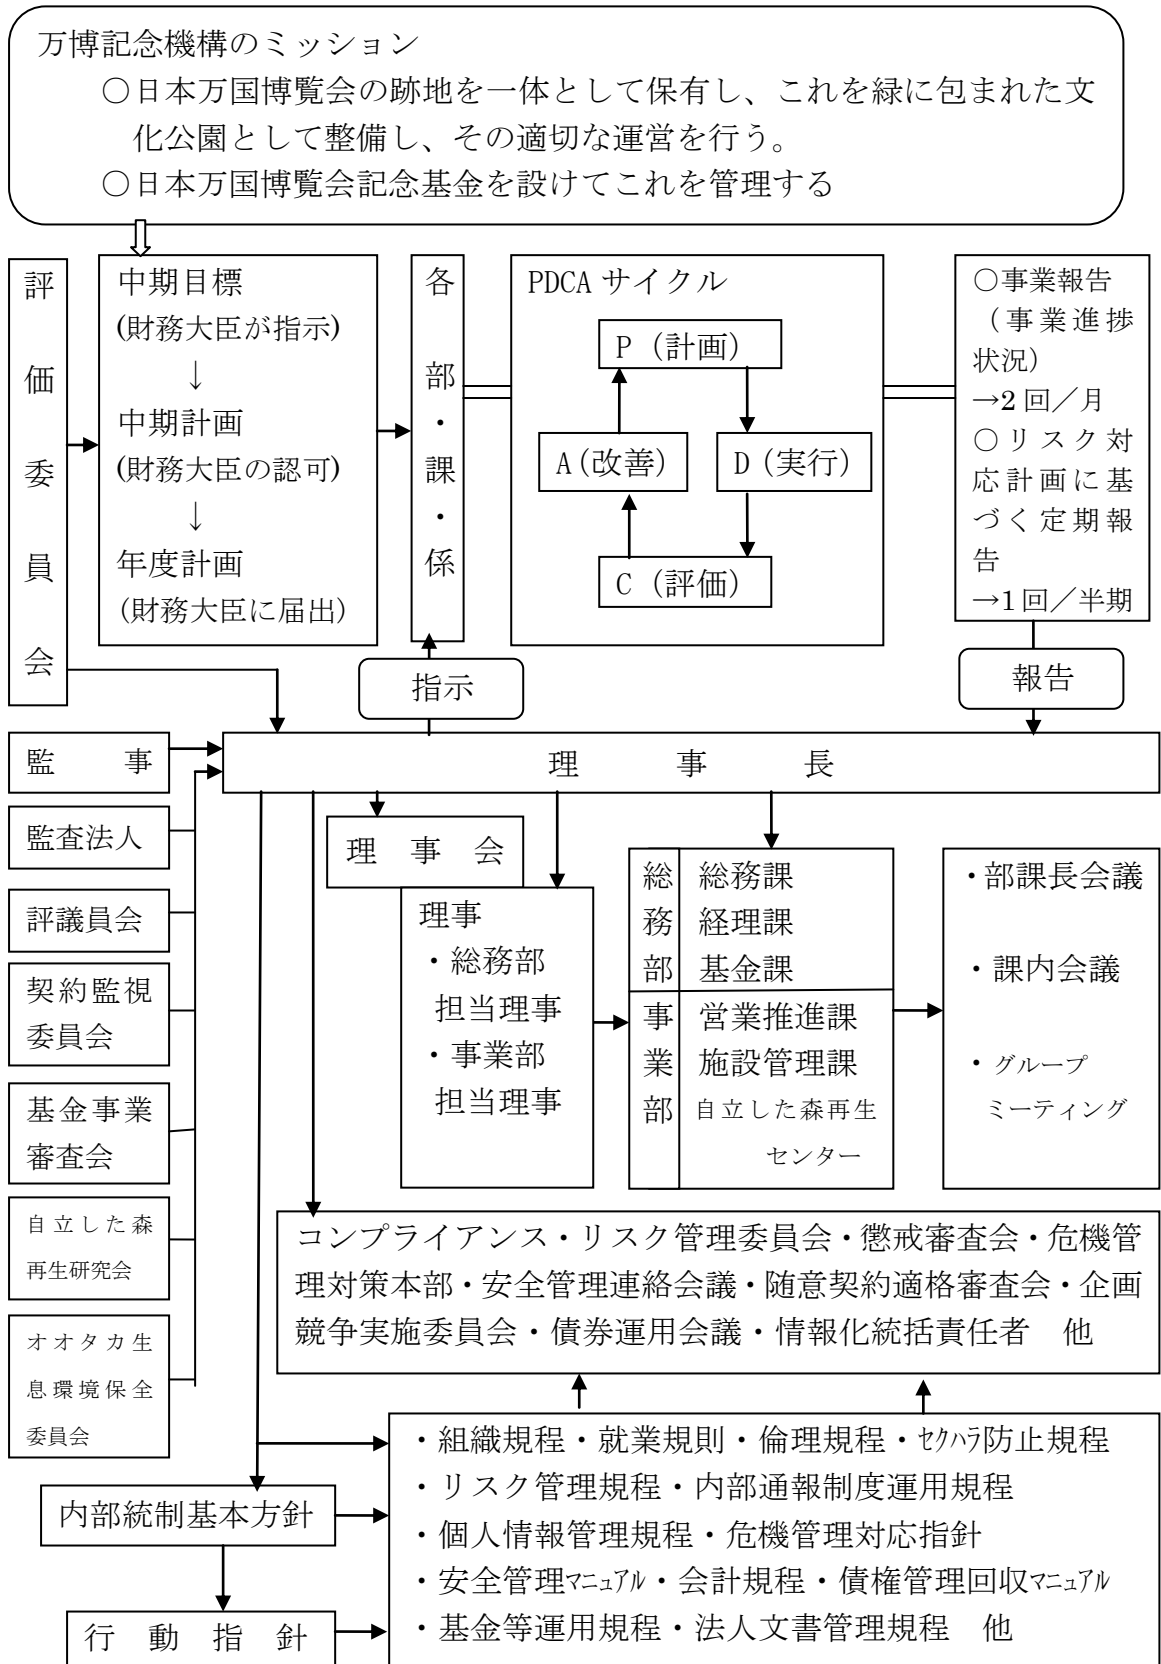 万博記念機構のミッション
○日本万国博覧会の跡地を一体として保有し、これを緑に包まれた文
化公園として整備し、その適切な運営を行う。
○日本万国博覧会記念基金を設けてこれを管理する
評価委員会
中期目標
(財務大臣が指示)
↓
中期計画
(財務大臣の認可)
↓
年度計画
(財務大臣に届出)
各部・課・係
PDCAサイクル
P（計画）
A(改善)
D（実行）
C（評価）
○事業報告
（事業進捗
状況）
→2回／月
○リスク対
応計画に基
づく定期報
告
→1回／半期
指示
報告
監　事
理　事　長
監査法人
評議員会
契約監視
委員会
基金事業
審査会
自立した森
再生研究会
オオタカ生
息環境保全
委員会
理　事　会
理事
・総務部
担当理事
・事業部
担当理事
総務部
総務課
経理課
基金課
事業部
営業推進課
施設管理課
自立した森再生
センター
・部課長会議
・課内会議
・グループ
ミーティング
コンプライアンス・リスク管理委員会・懲戒審査会・危機管
理対策本部・安全管理連絡会議・随意契約適格審査会・企画
競争実施委員会・債券運用会議・情報化統括責任者　他
・組織規程・就業規則・倫理規程・ｾｸﾊﾗ防止規程
・リスク管理規程・内部通報制度運用規程
・個人情報管理規程・危機管理対応指針
・安全管理ﾏﾆｭｱﾙ・会計規程・債権管理回収ﾏﾆｭｱﾙ
・基金等運用規程・法人文書管理規程　他
内部統制基本方針
行　動　指　針